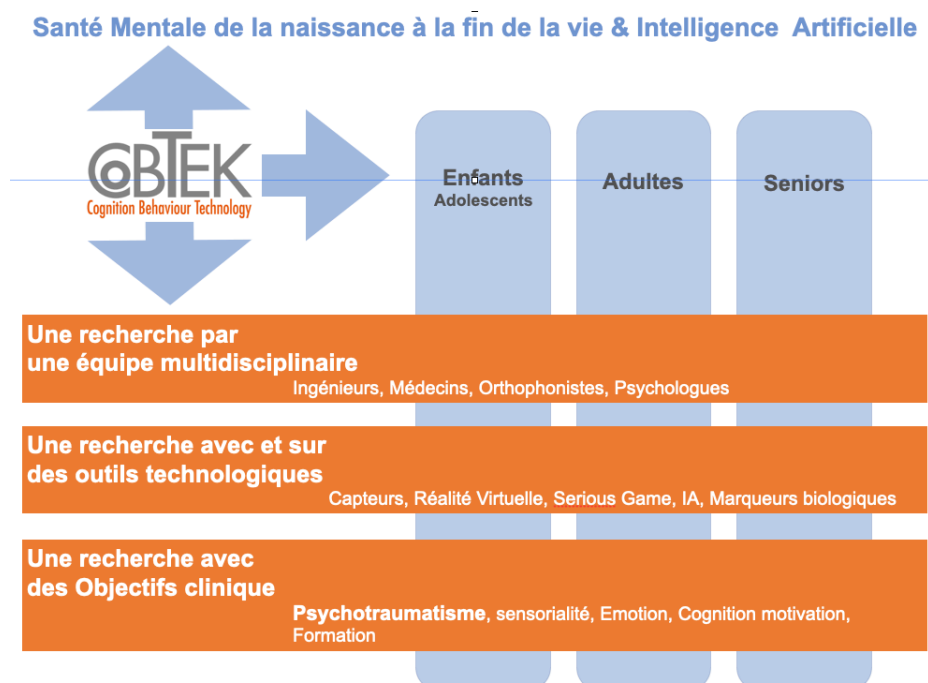 Santé Mentale de la naissance à la fin de la vie & Intelligence Artificielle
COBTEK
Cognition Behaviour Technology
Enfants
Adolescents
Adultes
Seniors
Une recherche par
une équipe multidisciplinaire
Ingénieurs, Médecins, Orthophonistes, Psychologues
Une recherche avec et sur
des outils technologiques
Capteurs, Réalité Virtuelle, Serious Game, IA, Marqueurs biologiques
Une recherche avec
des Objectifs clinique
Psychotraumatisme, sensorialité, Emotion, Cognition motivation,
Formation